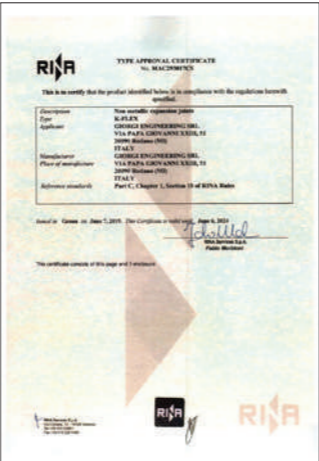 RINA
TYPE APPROVAL CERTIFICATE
This is to certify that the product identified below is in compliance with the regulations herewith
specified.
Description Non metallic expansion joints
Type K-FLEX
Applicant GIORGI ENGINEERING SRL
VIA PAPA GIOVANNI XXIII, 51
20090 Rodano (MI)
ITALY
Manufacturer GIORGI ENGINEERING SRL
Place of manufacture VIA PAPA GIOVANNI XXIII, 51
20090 Rodano (MI)
ITALY
Reference standards Part C, Chapter 1, Section 10 of RINA Rules
Issued in Genoa on June 7, 2019. This Certificate is valid until June 6, 2024
RINA Services S.p.A.
This certificate consists of this page and 1 enclosure
RINA Services S.p.A.
RINA
RINA